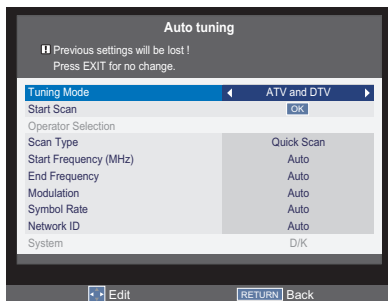 Auto tuning
! Previous settings will be lost !
Press EXIT for no change.
Tuning Mode ATV and DTV
Start Scan OK
Operator Selection
Scan Type Quick Scan
Start Frequency (MHz) Auto
End Frequency Auto
Modulation Auto
Symbol Rate Auto
Network ID Auto
System D/K
Edit RETURN Back